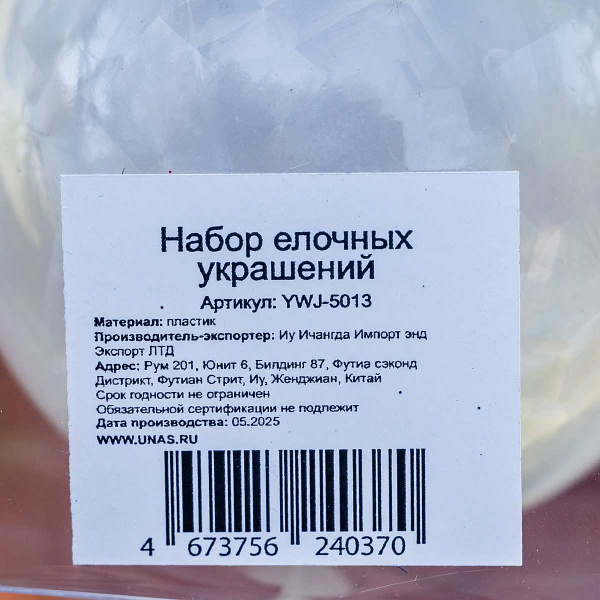 Набор елочных
украшений
Артикул: YWJ-5013
Материал: пластик
Производитель-экспортер: Иу Ичангда Импорт энд
Экспорт ЛТД
Адрес: Рум 201, Юнит 6, Билдинг 87, Футиа сэконд
Дистрикт, Футиан Стрит, Иу, Женджиан, Китай
Срок годности не ограничен
Обязательной сертификации не подлежит
Дата производства: 05.2025
WWW.UNAS.RU
4 673756 240370